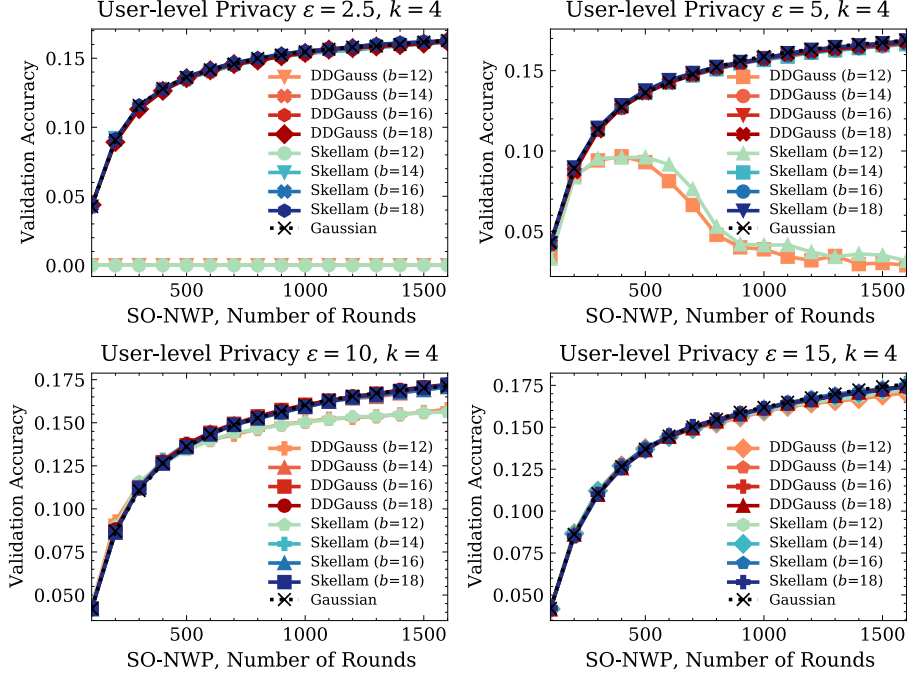 User-level Privacy ε = 2.5, k = 4
Validation Accuracy
0.15
0.10
0.05
0.00
DDGauss (b=12)
DDGauss (b=14)
DDGauss (b=16)
DDGauss (b=18)
Skellam (b=12)
Skellam (b=14)
Skellam (b=16)
Skellam (b=18)
Gaussian
500 1000 1500
SO-NWP, Number of Rounds
User-level Privacy ε = 5, k = 4
Validation Accuracy
0.15
0.10
0.05
DDGauss (b=12)
DDGauss (b=14)
DDGauss (b=16)
DDGauss (b=18)
Skellam (b=12)
Skellam (b=14)
Skellam (b=16)
Skellam (b=18)
Gaussian
500 1000 1500
SO-NWP, Number of Rounds
User-level Privacy ε = 10, k = 4
Validation Accuracy
0.175
0.150
0.125
0.100
0.075
0.050
DDGauss (b=12)
DDGauss (b=14)
DDGauss (b=16)
DDGauss (b=18)
Skellam (b=12)
Skellam (b=14)
Skellam (b=16)
Skellam (b=18)
Gaussian
500 1000 1500
SO-NWP, Number of Rounds
User-level Privacy ε = 15, k = 4
Validation Accuracy
0.175
0.150
0.125
0.100
0.075
0.050
DDGauss (b=12)
DDGauss (b=14)
DDGauss (b=16)
DDGauss (b=18)
Skellam (b=12)
Skellam (b=14)
Skellam (b=16)
Skellam (b=18)
Gaussian
500 1000 1500
SO-NWP, Number of Rounds